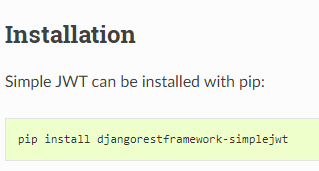 Installation
Simple JWT can be installed with pip:
pip install djangorestframework-simplejwt